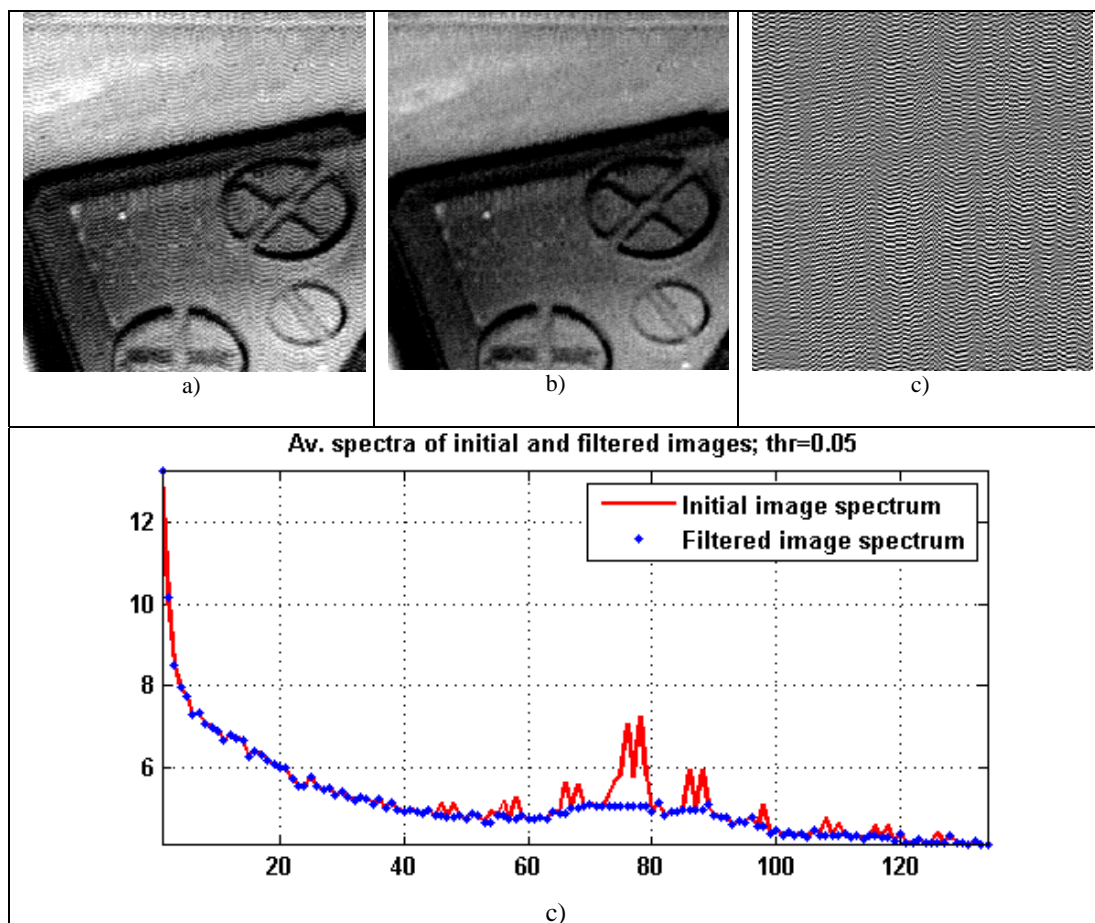 a)
b)
c)
Av. spectra of initial and filtered images; thr=0.05
Initial image spectrum
Filtered image spectrum
12
10
8
6
20 40 60 80 100 120
c)